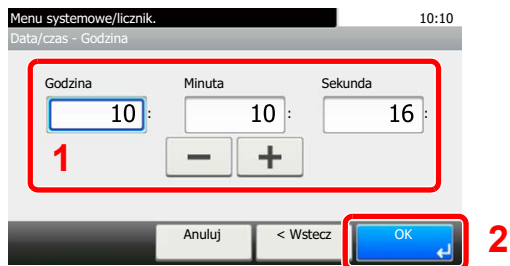 Menu systemowe/licznik. 10:10
Data/czas - Godzina
Godzina Minuta Sekunda
10 : 10 : 16 :
1 − +
Anuluj < Wstecz OK 2